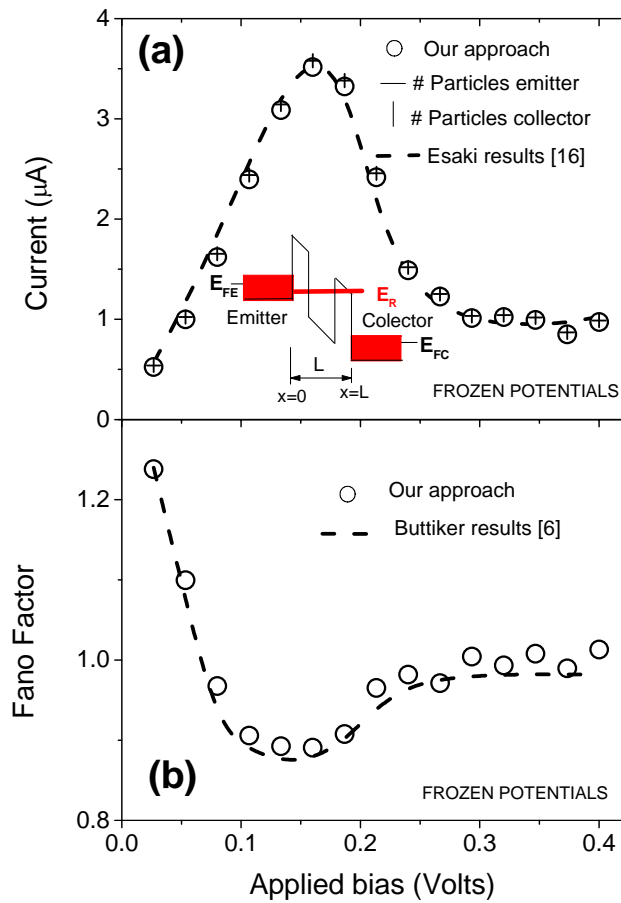 (a)
Our approach
# Particles emitter
# Particles collector
Esaki results [16]
Current (μA)
4
3
2
1
0
E_FE
Emitter
E_R
Colector
E_FC
L
x=0
x=L
FROZEN POTENTIALS
Our approach
Buttiker results [6]
Fano Factor
1.2
1.0
0.8
(b)
FROZEN POTENTIALS
0.0 0.1 0.2 0.3 0.4
Applied bias (Volts)